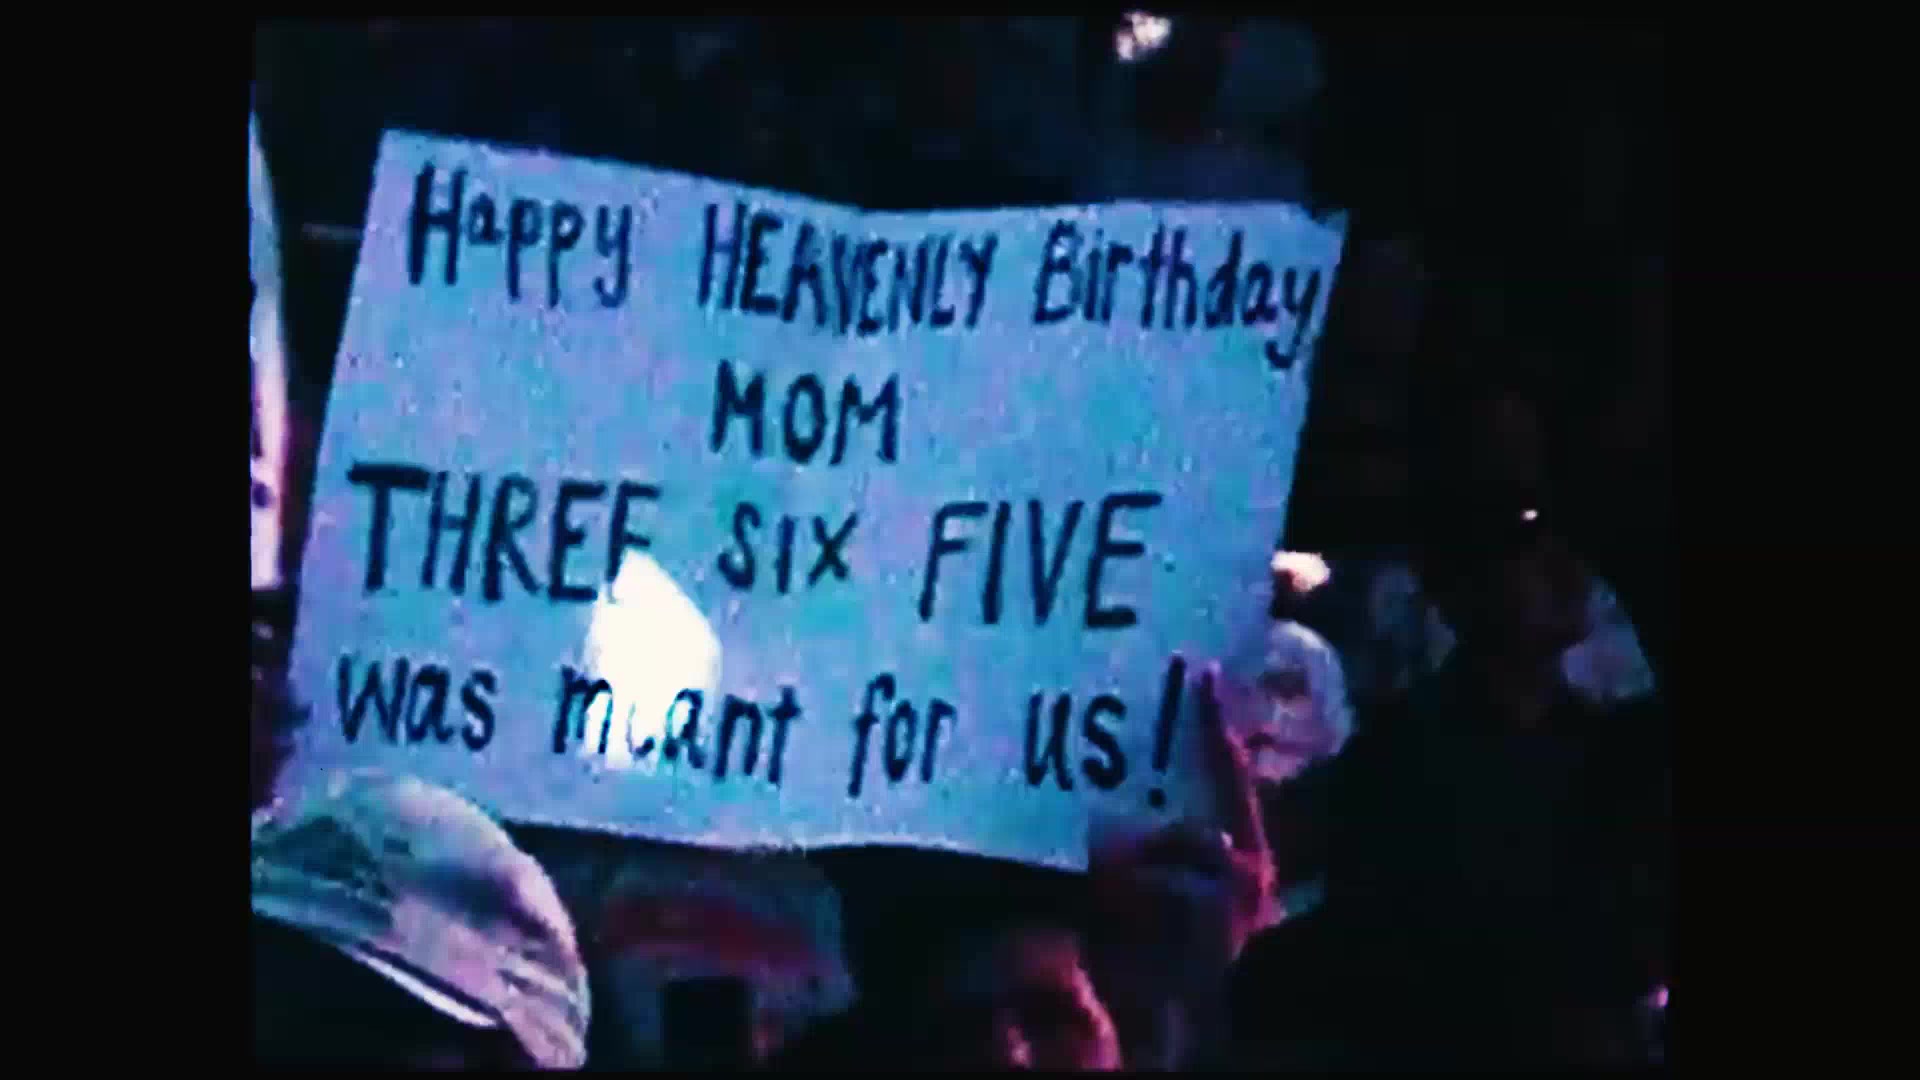 Happy HEAVENLY Birthday
MOM
THREE SIX FIVE
was meant for us!